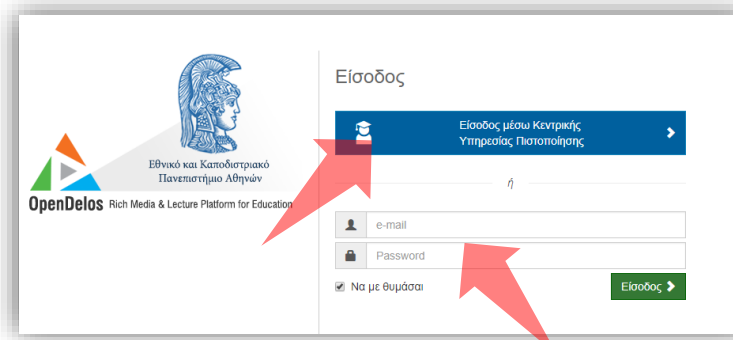 Εθνικό και Καποδιστριακό
Πανεπιστήμιο Αθηνών
OpenDelos Rich Media & Lecture Platform for Education
Είσοδος
Είσοδος μέσω Κεντρικής
Υπηρεσίας Πιστοποίησης
ή
e-mail
Password
Να με θυμάσαι
Είσοδος